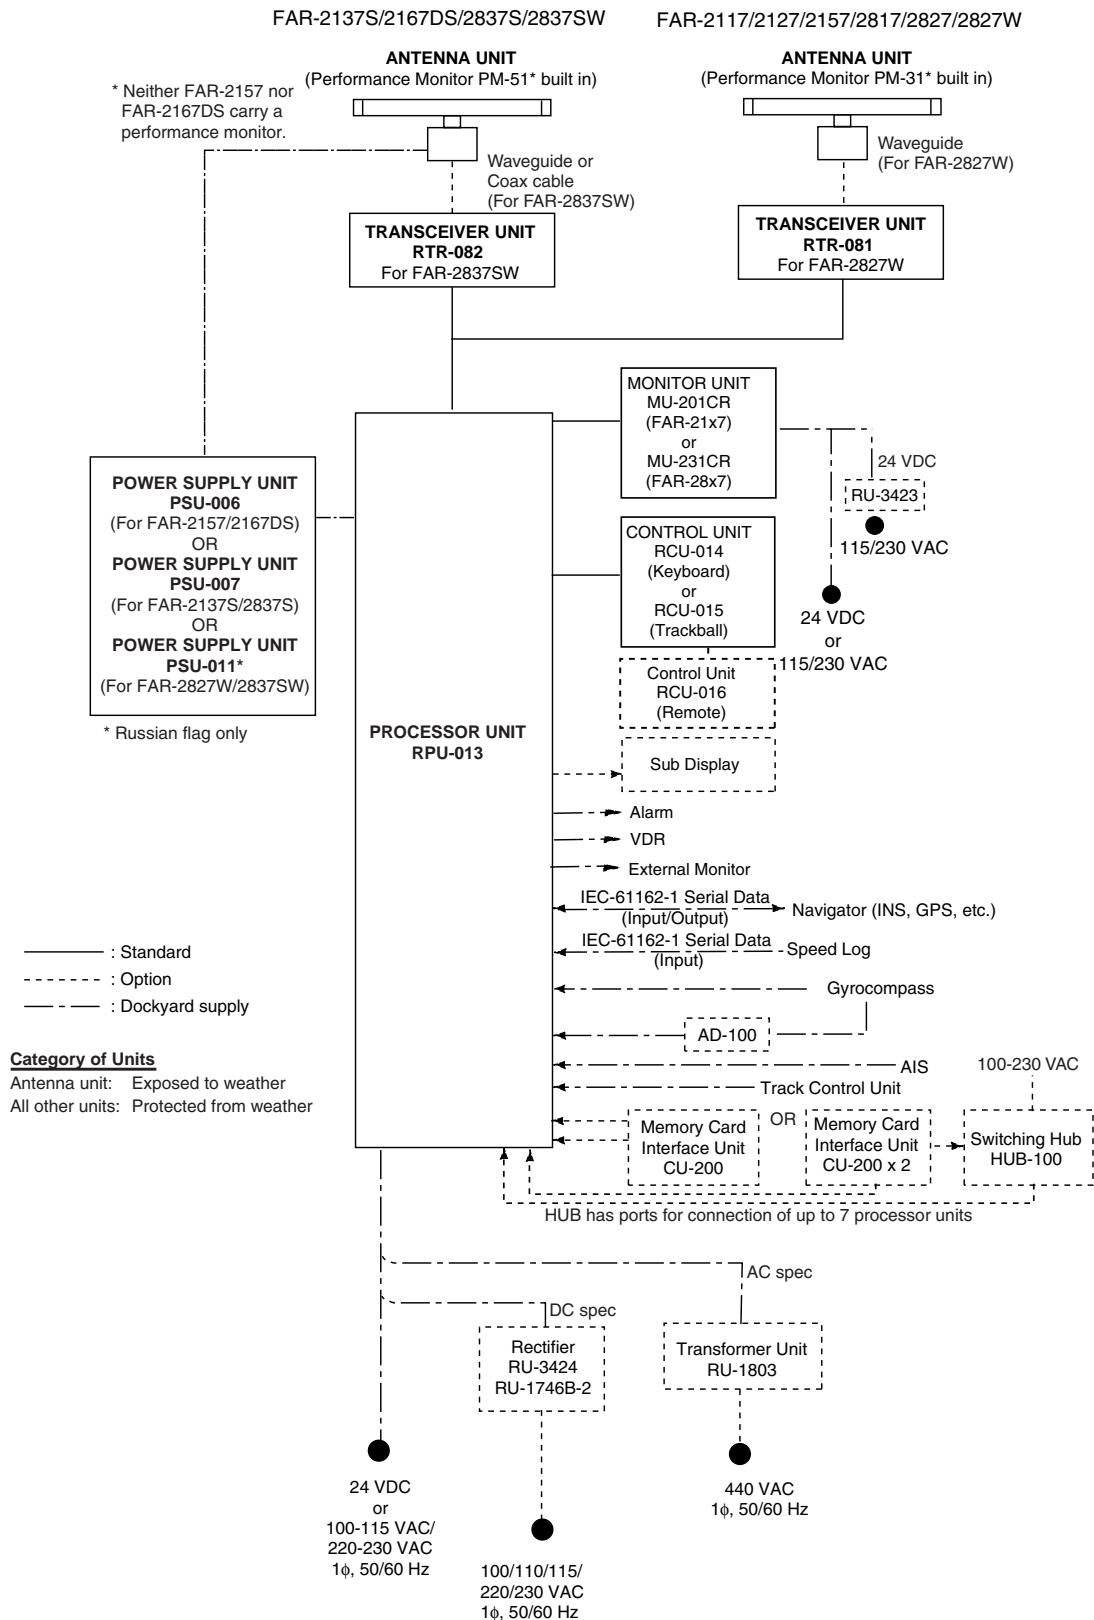 FAR-2137S/2167DS/2837S/2837SW
FAR-2117/2127/2157/2817/2827/2827W
ANTENNA UNIT
(Performance Monitor PM-51* built in)
ANTENNA UNIT
(Performance Monitor PM-31* built in)
* Neither FAR-2157 nor
FAR-2167DS carry a
performance monitor.
Waveguide or
Coax cable
(For FAR-2837SW)
Waveguide
(For FAR-2827W)
TRANSCEIVER UNIT
RTR-082
For FAR-2837SW
TRANSCEIVER UNIT
RTR-081
For FAR-2827W
MONITOR UNIT
MU-201CR
(FAR-21x7)
or
MU-231CR
(FAR-28x7)
24 VDC
RU-3423
115/230 VAC
POWER SUPPLY UNIT
PSU-006
(For FAR-2157/2167DS)
OR
POWER SUPPLY UNIT
PSU-007
(For FAR-2137S/2837S)
OR
POWER SUPPLY UNIT
PSU-011*
(For FAR-2827W/2837SW)
* Russian flag only
CONTROL UNIT
RCU-014
(Keyboard)
or
RCU-015
(Trackball)
24 VDC
or
115/230 VAC
Control Unit
RCU-016
(Remote)
PROCESSOR UNIT
RPU-013
Sub Display
Alarm
VDR
External Monitor
IEC-61162-1 Serial Data
(Input/Output)
Navigator (INS, GPS, etc.)
IEC-61162-1 Serial Data
(Input)
Speed Log
Gyrocompass
AD-100
AIS
Track Control Unit
100-230 VAC
: Standard
: Option
: Dockyard supply
Category of Units
Antenna unit: Exposed to weather
All other units: Protected from weather
Memory Card
Interface Unit
CU-200
OR
Memory Card
Interface Unit
CU-200 x 2
Switching Hub
HUB-100
HUB has ports for connection of up to 7 processor units
AC spec
DC spec
Rectifier
RU-3424
RU-1746B-2
Transformer Unit
RU-1803
24 VDC
or
100-115 VAC/
220-230 VAC
1ϕ, 50/60 Hz
100/110/115/
220/230 VAC
1ϕ, 50/60 Hz
440 VAC
1ϕ, 50/60 Hz